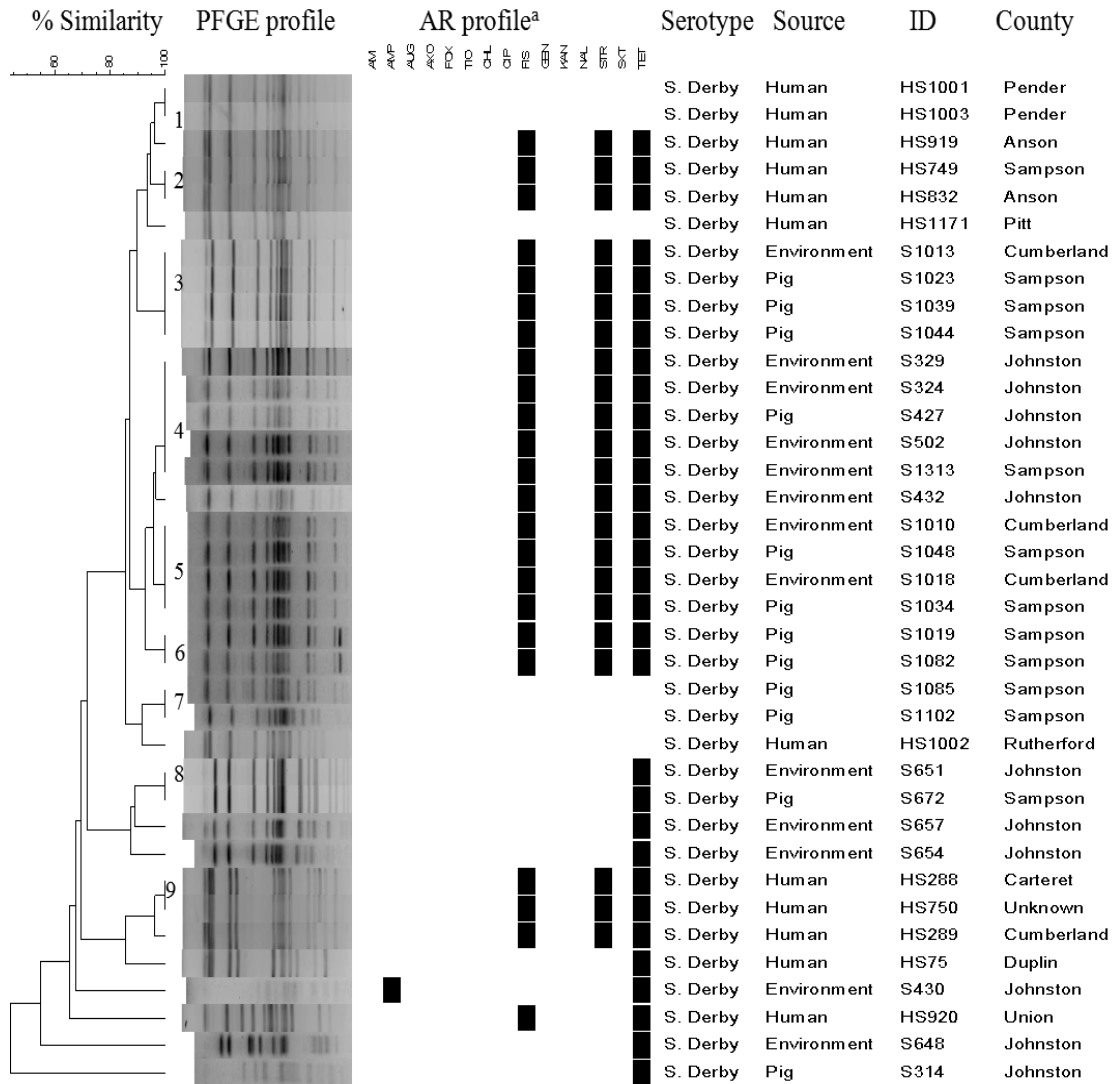 % Similarity PFGE profile AR profileᵃ Serotype Source ID County
60 80 100
AMI AMP AUG AXO FOX TIO CHL CIP FIS GEN KAN NAL STR SXT TET
S. Derby Human HS1001 Pender
1 S. Derby Human HS1003 Pender
S. Derby Human HS919 Anson
2 S. Derby Human HS749 Sampson
S. Derby Human HS832 Anson
S. Derby Human HS1171 Pitt
S. Derby Environment S1013 Cumberland
3 S. Derby Pig S1023 Sampson
S. Derby Pig S1039 Sampson
S. Derby Pig S1044 Sampson
S. Derby Environment S329 Johnston
S. Derby Environment S324 Johnston
4 S. Derby Pig S427 Johnston
S. Derby Environment S502 Johnston
S. Derby Environment S1313 Sampson
S. Derby Environment S432 Johnston
S. Derby Environment S1010 Cumberland
S. Derby Pig S1048 Sampson
5 S. Derby Environment S1018 Cumberland
S. Derby Pig S1034 Sampson
S. Derby Pig S1019 Sampson
6 S. Derby Pig S1082 Sampson
S. Derby Pig S1085 Sampson
7 S. Derby Pig S1102 Sampson
S. Derby Human HS1002 Rutherford
8 S. Derby Environment S651 Johnston
S. Derby Pig S672 Sampson
S. Derby Environment S657 Johnston
S. Derby Environment S654 Johnston
9 S. Derby Human HS288 Carteret
S. Derby Human HS750 Unknown
S. Derby Human HS289 Cumberland
S. Derby Human HS75 Duplin
S. Derby Environment S430 Johnston
S. Derby Human HS920 Union
S. Derby Environment S648 Johnston
S. Derby Pig S314 Johnston